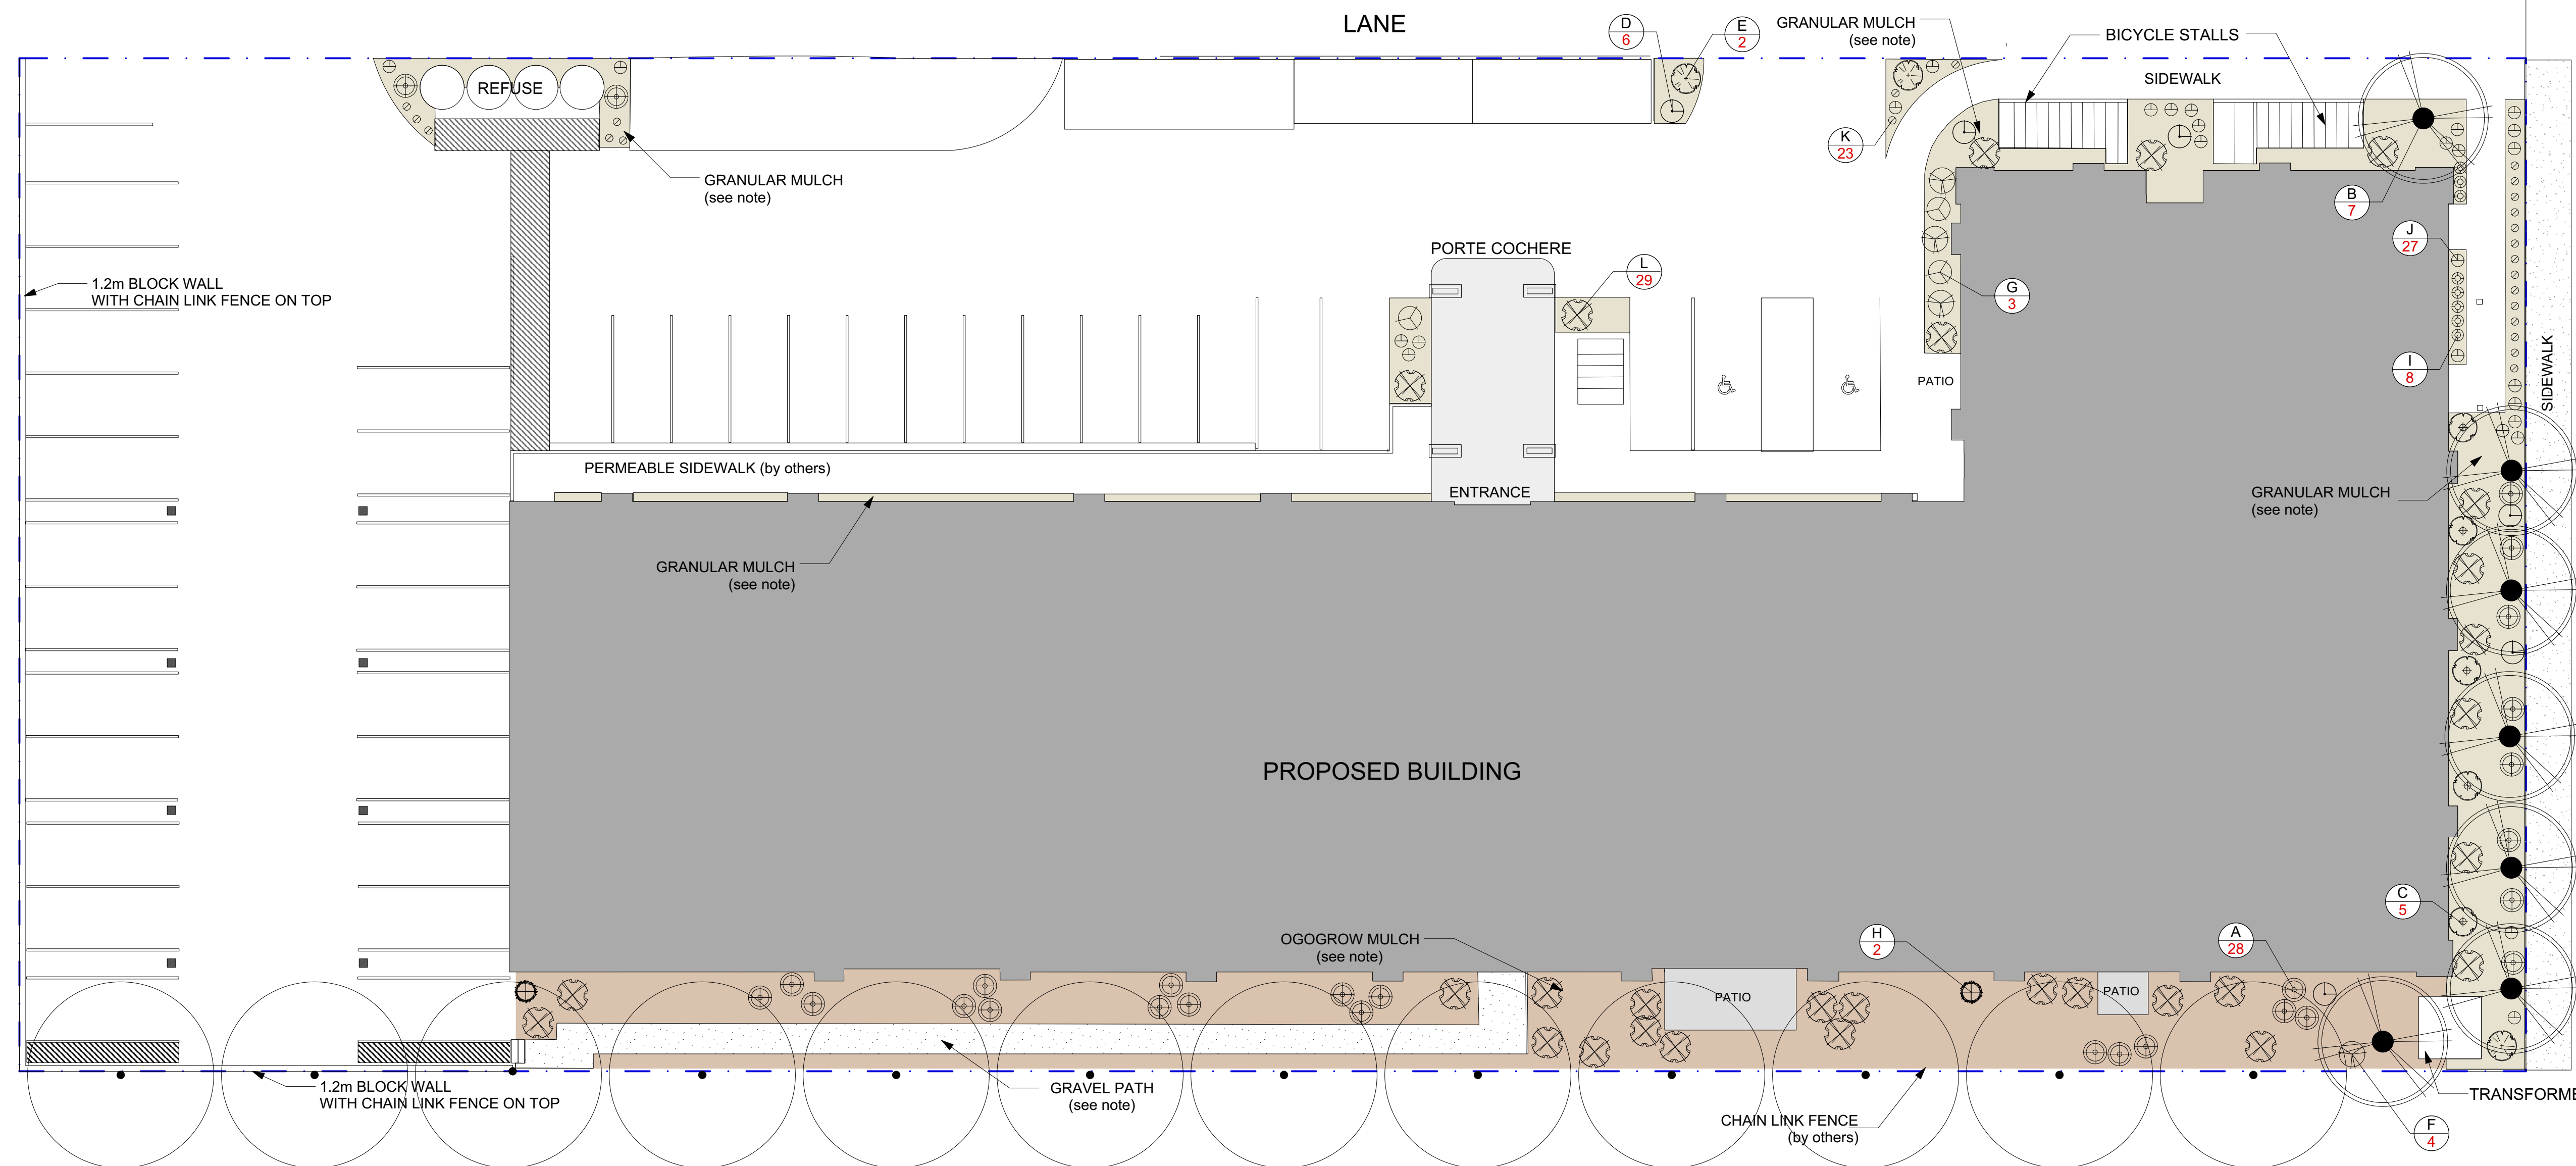 LANE
D
6
E
2
GRANULAR MULCH
(see note)
BICYCLE STALLS
SIDEWALK
REFUSE
K
23
GRANULAR MULCH
(see note)
B
7
J
27
PORTE COCHERE
L
29
G
3
1.2m BLOCK WALL
WITH CHAIN LINK FENCE ON TOP
I
8
SIDEWALK
PATIO
PERMEABLE SIDEWALK (by others)
ENTRANCE
GRANULAR MULCH
(see note)
GRANULAR MULCH
(see note)
PROPOSED BUILDING
C
5
OGOGROW MULCH
(see note)
H
2
A
28
PATIO
PATIO
1.2m BLOCK WALL
WITH CHAIN LINK FENCE ON TOP
GRAVEL PATH
(see note)
CHAIN LINK FENCE
(by others)
TRANSFORME
F
4